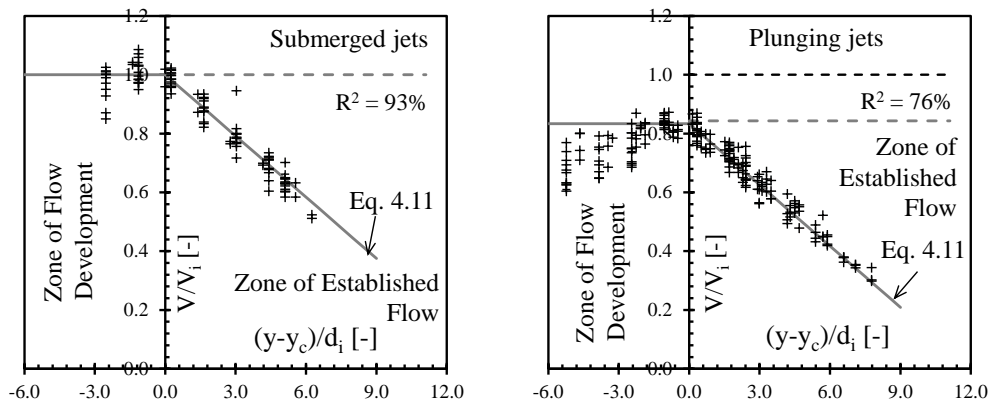 1.2
Submerged jets
1.0
R² = 93%
0.8
0.6
Eq. 4.11
0.4
Zone of Established
Flow
0.2
(y-yc)/di [-]
0.0
-6.0 -3.0 0.0 3.0 6.0 9.0 12.0
Zone of Flow
Development
V/Vi [-]
1.2
Plunging jets
1.0
R² = 76%
0.8
Zone of
Established
Flow
0.6
Eq. 4.11
0.4
0.2
(y-yc)/di [-]
0.0
-6.0 -3.0 0.0 3.0 6.0 9.0 12.0
Zone of Flow
Development
V/Vi [-]